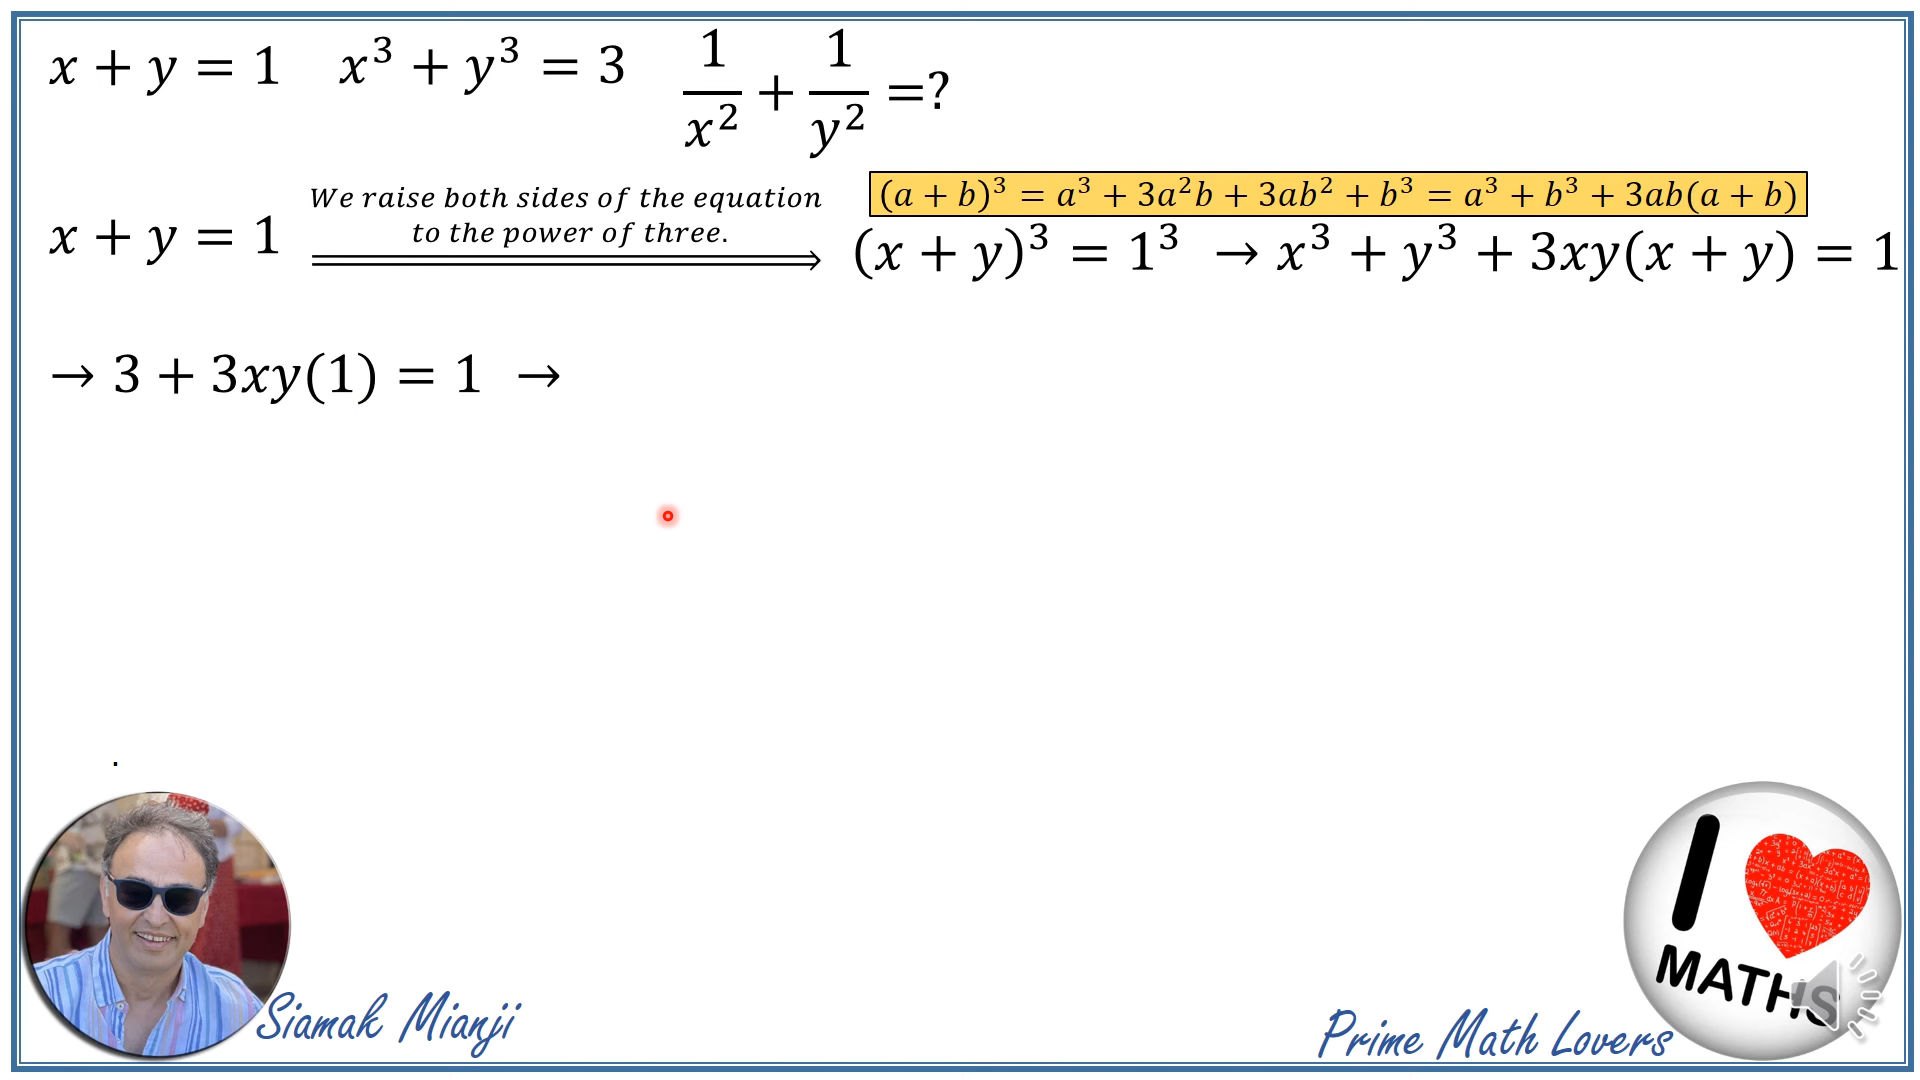 x + y = 1   x³ + y³ = 3   1/x² + 1/y² =?
(a + b)³ = a³ + 3a²b + 3ab² + b³ = a³ + b³ + 3ab(a + b)
x + y = 1
We raise both sides of the equation
to the power of three.
(x + y)³ = 1³ → x³ + y³ + 3xy(x + y) = 1
→ 3 + 3xy(1) = 1 →
.
I
MATHS
Siamak Mianji
Prime Math Lovers